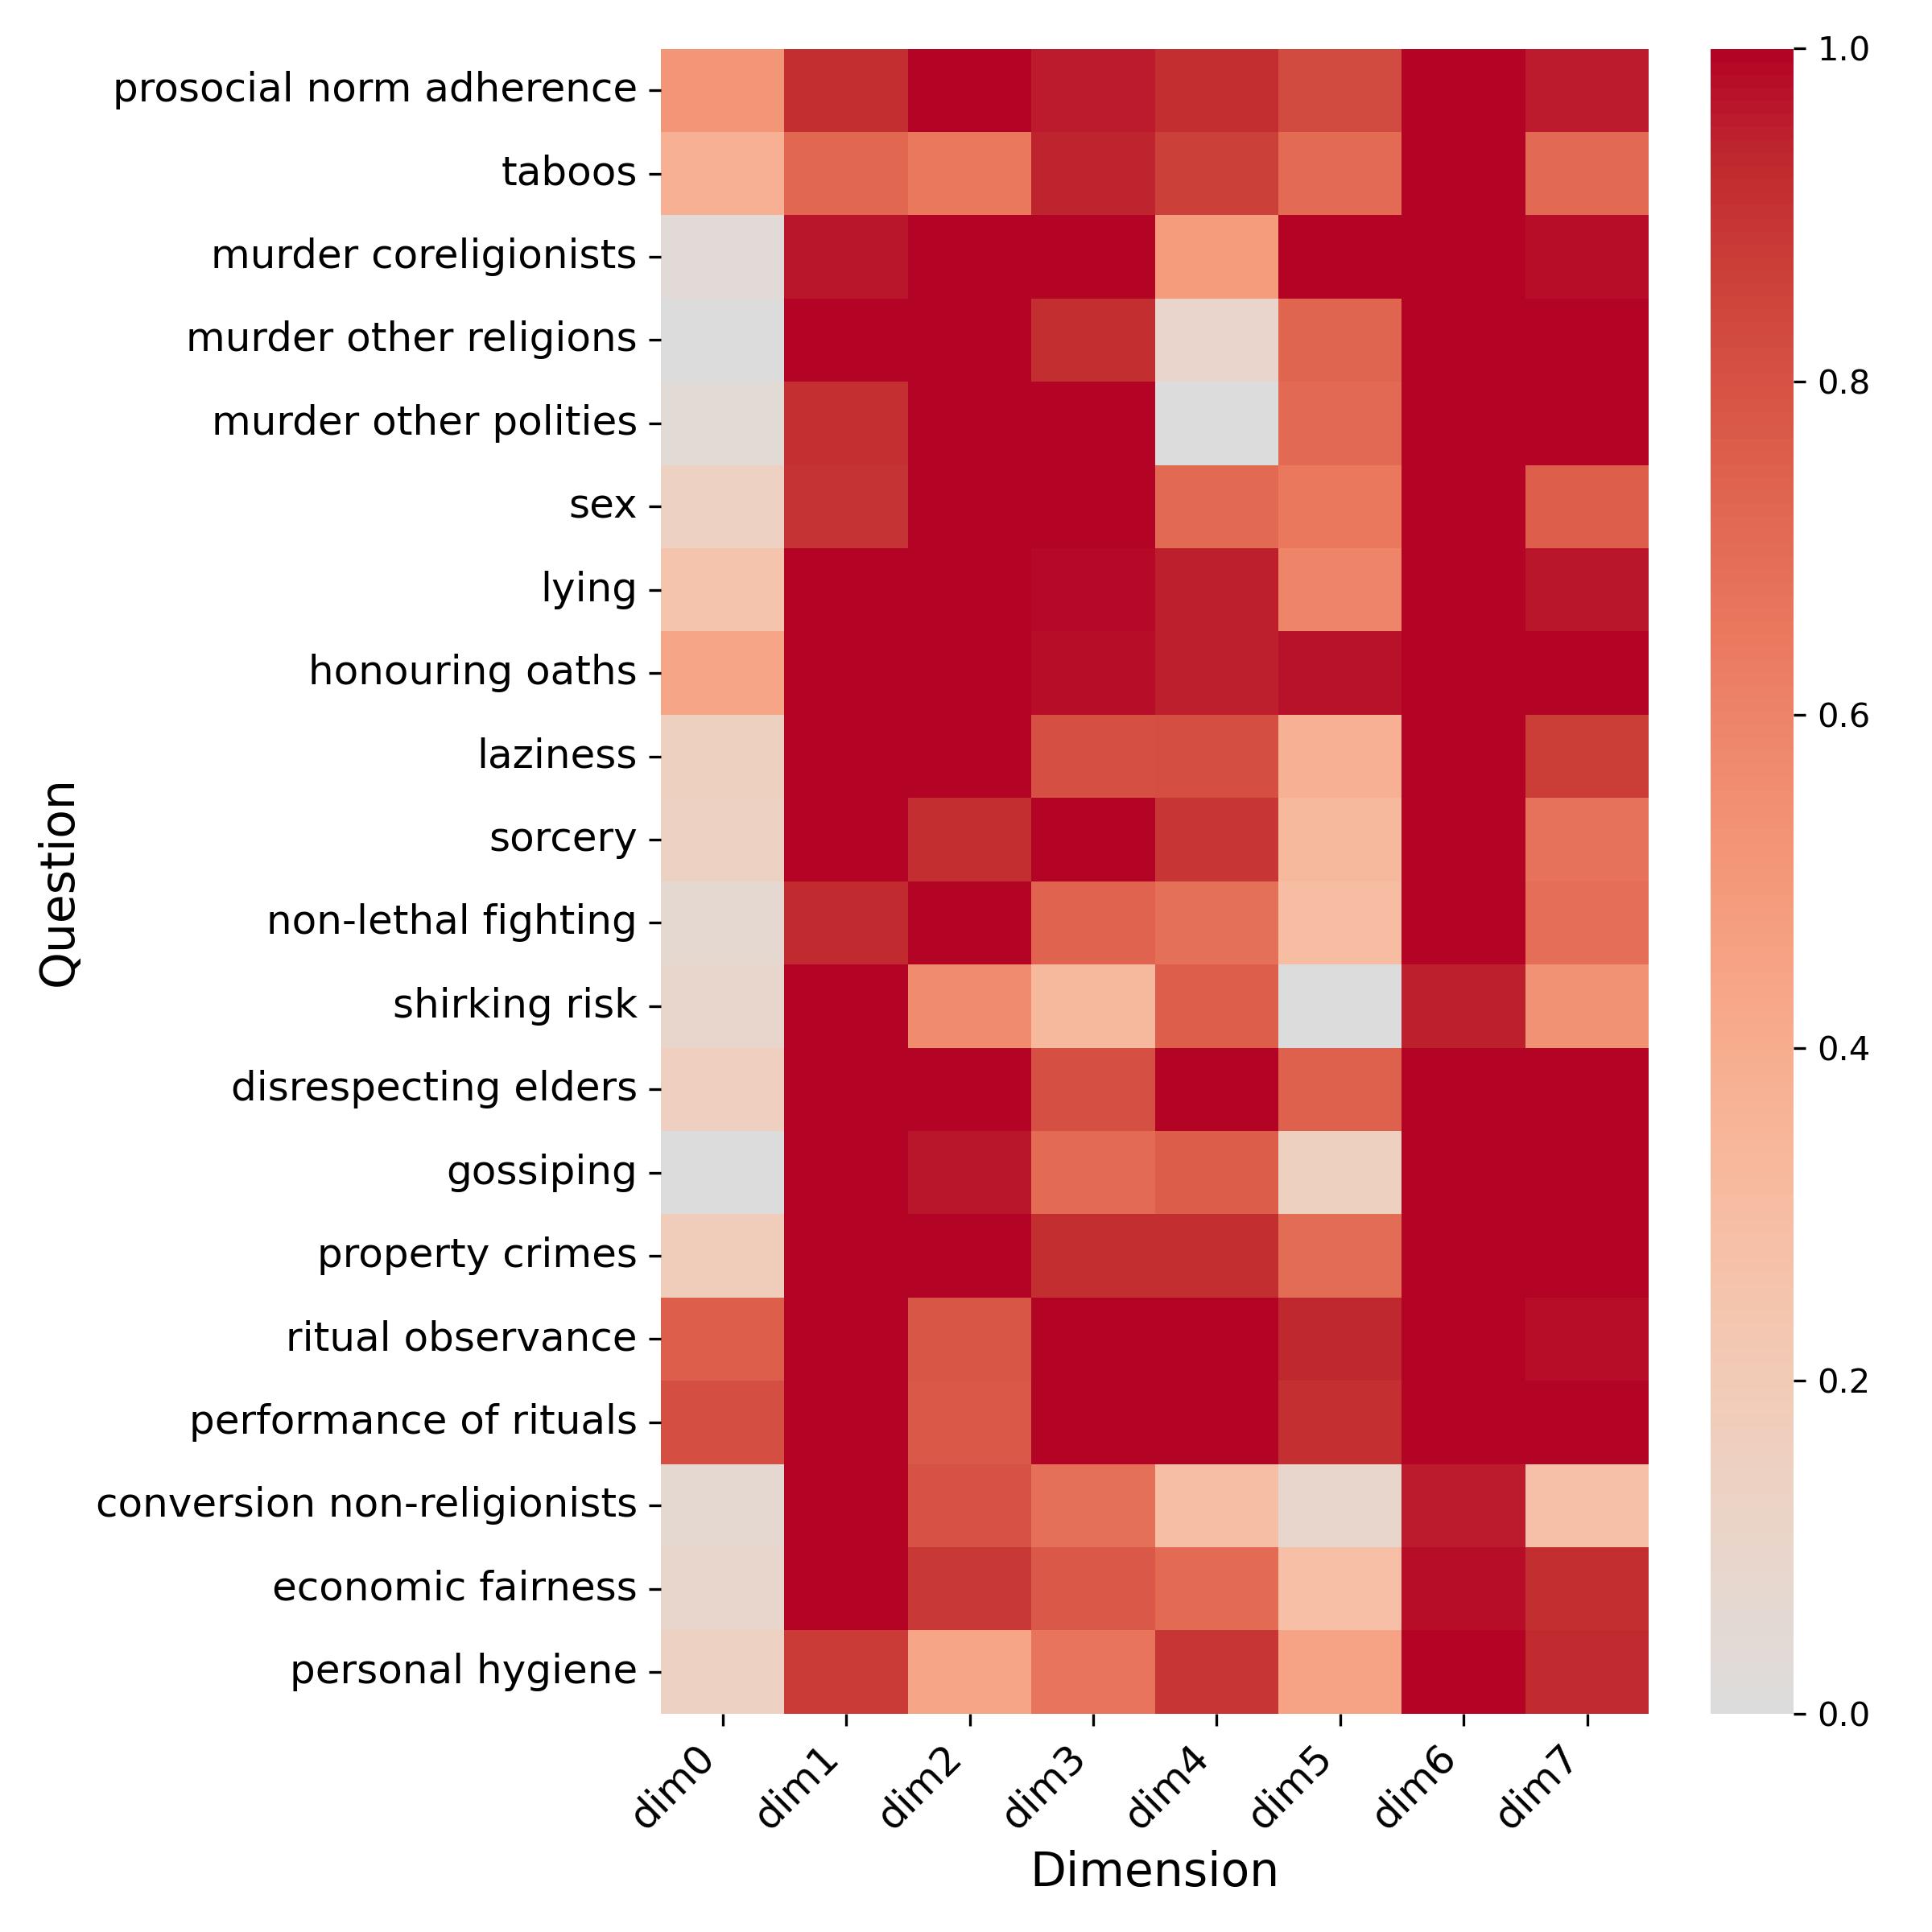 prosocial norm adherence
taboos
murder coreligionists
murder other religions
murder other polities
sex
lying
honouring oaths
laziness
sorcery
non-lethal fighting
shirking risk
disrespecting elders
gossiping
property crimes
ritual observance
performance of rituals
conversion non-religionists
economic fairness
personal hygiene
Question
dim0 dim1 dim2 dim3 dim4 dim5 dim6 dim7
Dimension
1.0
0.8
0.6
0.4
0.2
0.0